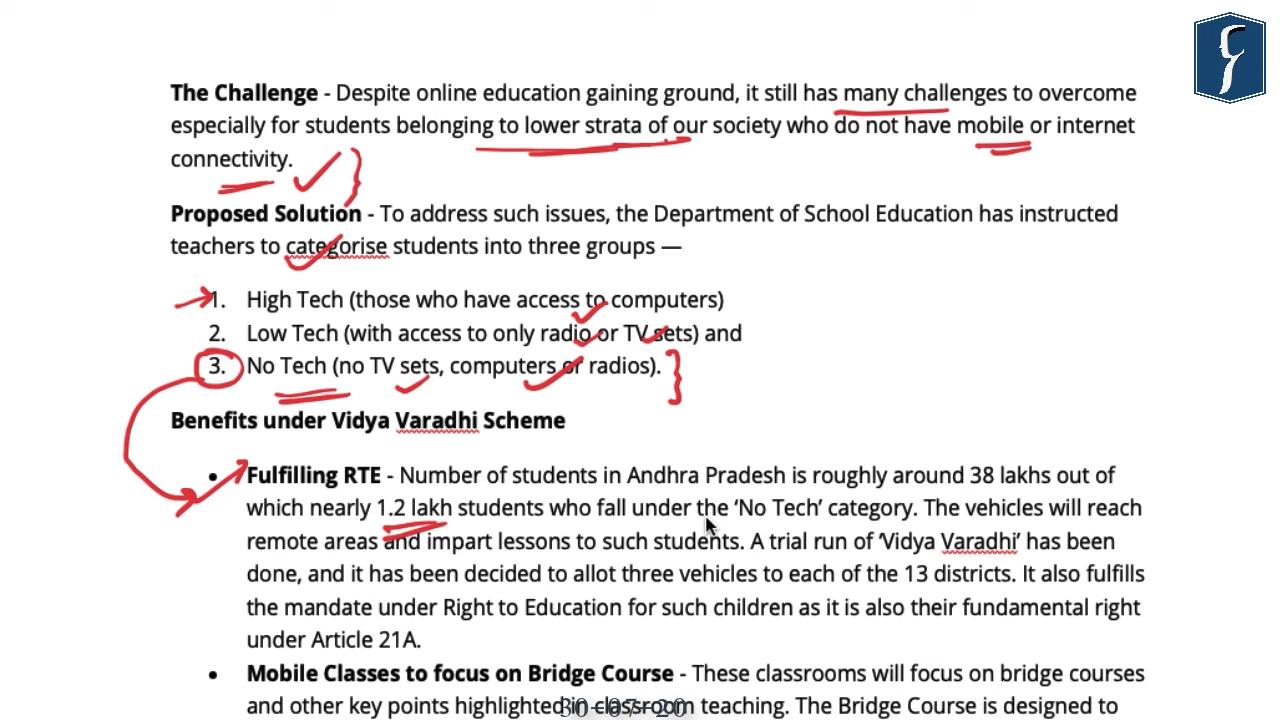 The Challenge - Despite online education gaining ground, it still has many challenges to overcome
especially for students belonging to lower strata of our society who do not have mobile or internet
connectivity.
Proposed Solution - To address such issues, the Department of School Education has instructed
teachers to categorise students into three groups —
1. High Tech (those who have access to computers)
2. Low Tech (with access to only radio or TV sets) and
3. No Tech (no TV sets, computers or radios).
Benefits under Vidya Varadhi Scheme
• Fulfilling RTE - Number of students in Andhra Pradesh is roughly around 38 lakhs out of
which nearly 1.2 lakh students who fall under the ‘No Tech’ category. The vehicles will reach
remote areas and impart lessons to such students. A trial run of ‘Vidya Varadhi’ has been
done, and it has been decided to allot three vehicles to each of the 13 districts. It also fulfills
the mandate under Right to Education for such children as it is also their fundamental right
under Article 21A.
• Mobile Classes to focus on Bridge Course - These classrooms will focus on bridge courses
and other key points highlighted in classroom teaching. The Bridge Course is designed to
30-07-20